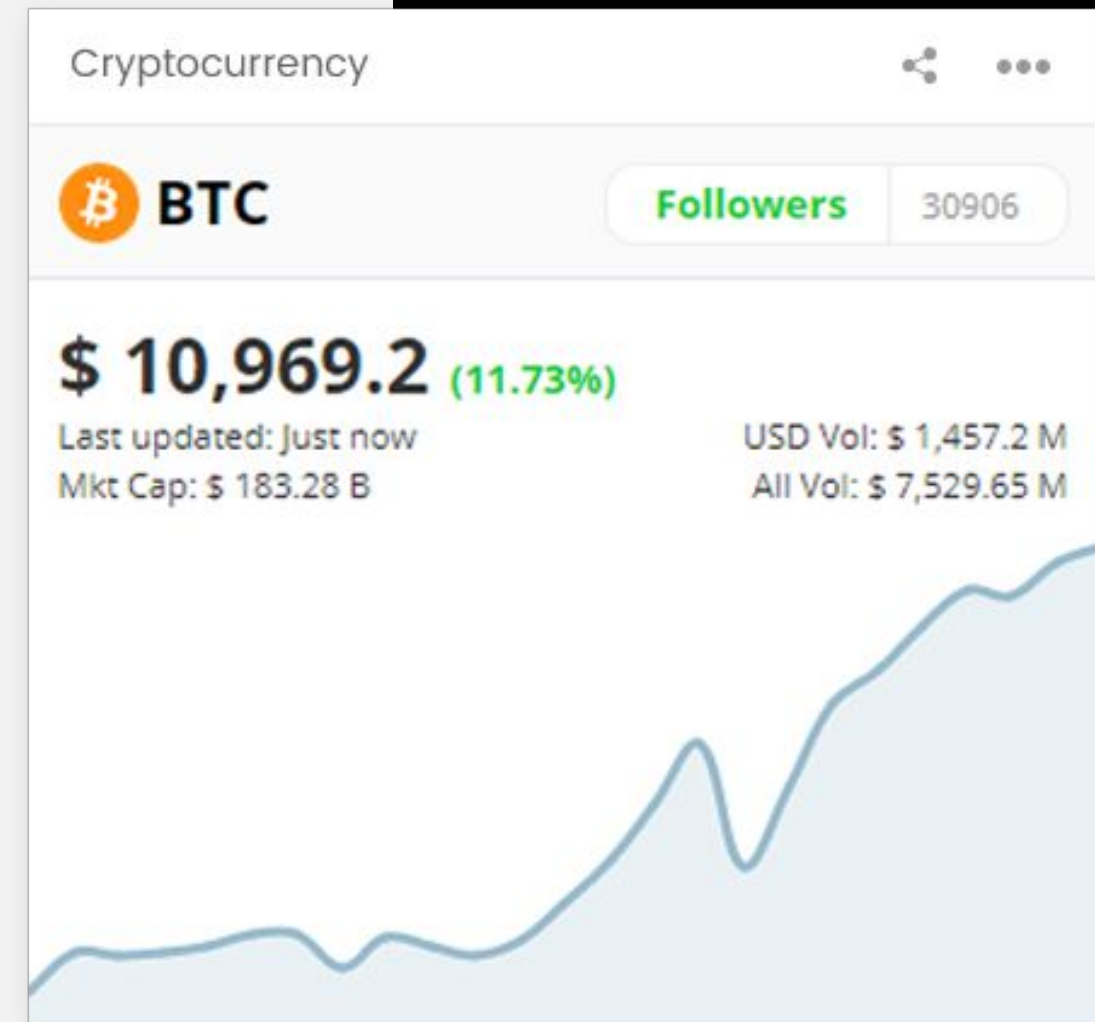 Cryptocurrency
BTC
Followers 30906
$ 10,969.2 (11.73%)
Last updated: Just now
USD Vol: $ 1,457.2 M
Mkt Cap: $ 183.28 B
All Vol: $ 7,529.65 M